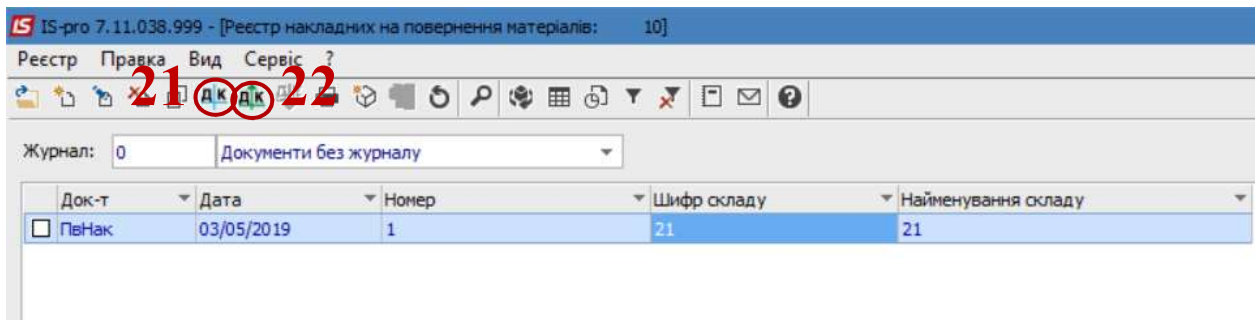 IS-pro 7.11.038.999 - [Реєстр накладних на повернення матеріалів: 10]
Реєстр Правка Вид Сервіс ?
21 ДК ДК 22
Журнал: 0 Документи без журналу
Док-т Дата Номер Шифр складу Найменування складу
ПвНак 03/05/2019 1 21 21